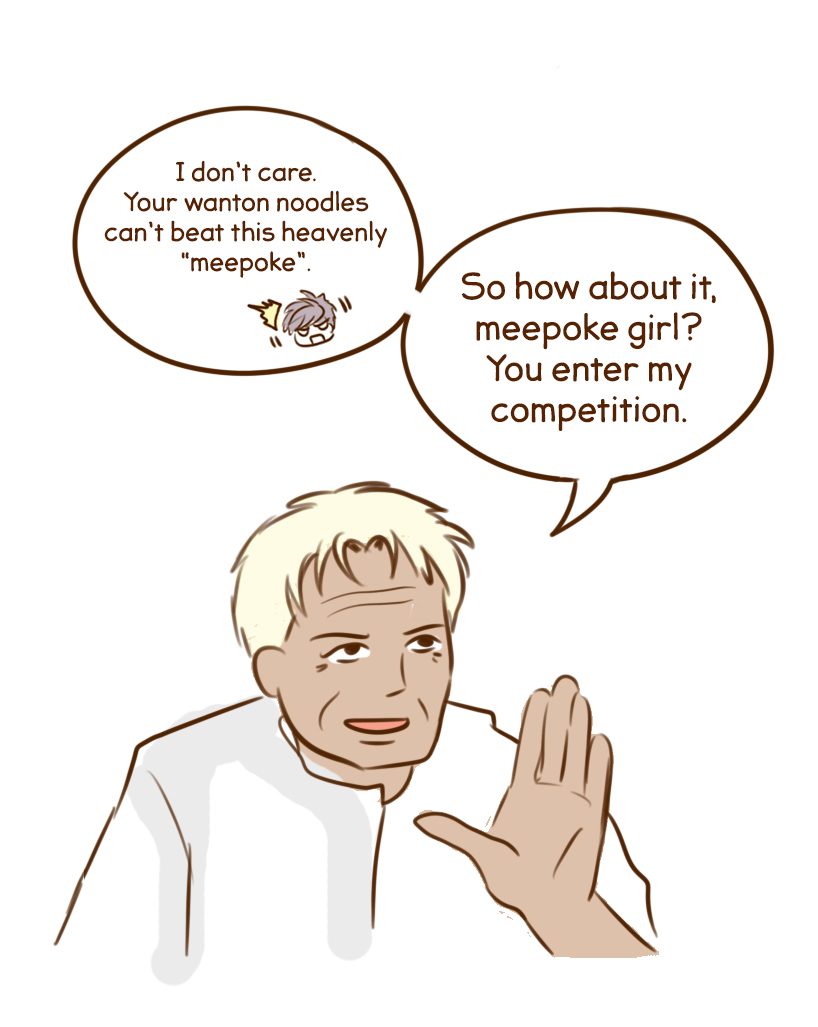 I don't care.
Your wanton noodles
can't beat this heavenly
"meepoke".
So how about it,
meepoke girl?
You enter my
competition.